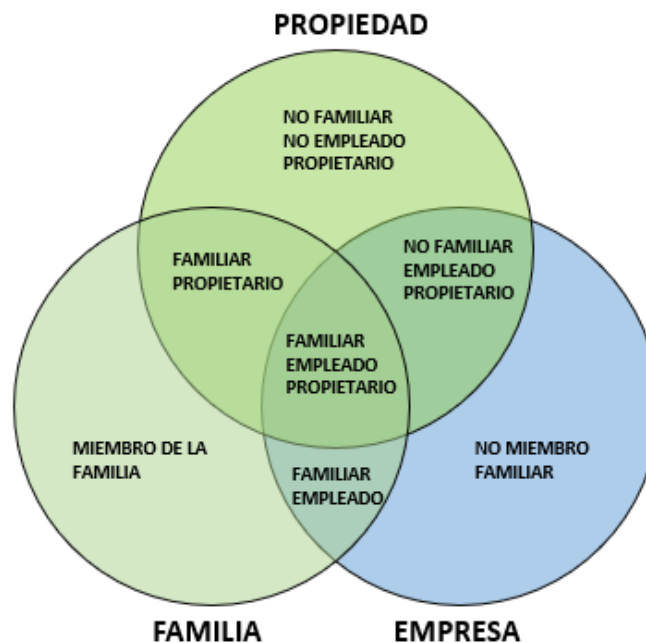 PROPIEDAD
NO FAMILIAR
NO EMPLEADO
PROPIETARIO
FAMILIAR
PROPIETARIO
NO FAMILIAR
EMPLEADO
PROPIETARIO
FAMILIAR
EMPLEADO
PROPIETARIO
MIEMBRO DE LA
FAMILIA
FAMILIAR
EMPLEADO
NO MIEMBRO
FAMILIAR
FAMILIA
EMPRESA